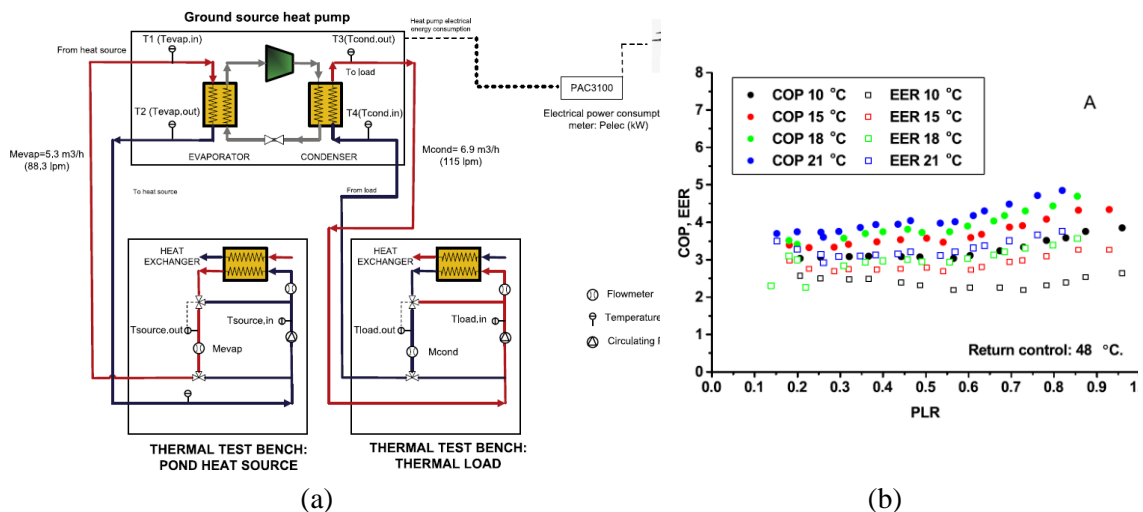 Ground source heat pump
Heat pump electrical
energy consumption
From heat source
T1 (Tevap.in)
T3(Tcond.out)
To load
T2 (Tevap,out)
T4(Tcond.in)
PAC3100
Electrical power consumpt
meter: Pelec (kW)
EVAPORATOR
CONDENSER
Mevap=5,3 m3/h
(88,3 lpm)
Mcond= 6.9 m3/h
(115 lpm)
To heat source
From load
HEAT
EXCHANGER
Tsource,out
Tsource,in
Mevap
HEAT
EXCHANGER
Tload.out
Tload.in
Mcond
Flowmeter
Temperature
Circulating P
THERMAL TEST BENCH:
POND HEAT SOURCE
THERMAL TEST BENCH:
THERMAL LOAD
(a)
COP, EER
8
7
6
5
4
3
2
1
0
COP 10 °C
COP 15 °C
COP 18 °C
COP 21 °C
EER 10 °C
EER 15 °C
EER 18 °C
EER 21 °C
A
Return control: 48 °C.
0.0 0.1 0.2 0.3 0.4 0.5 0.6 0.7 0.8 0.9 1
PLR
(b)